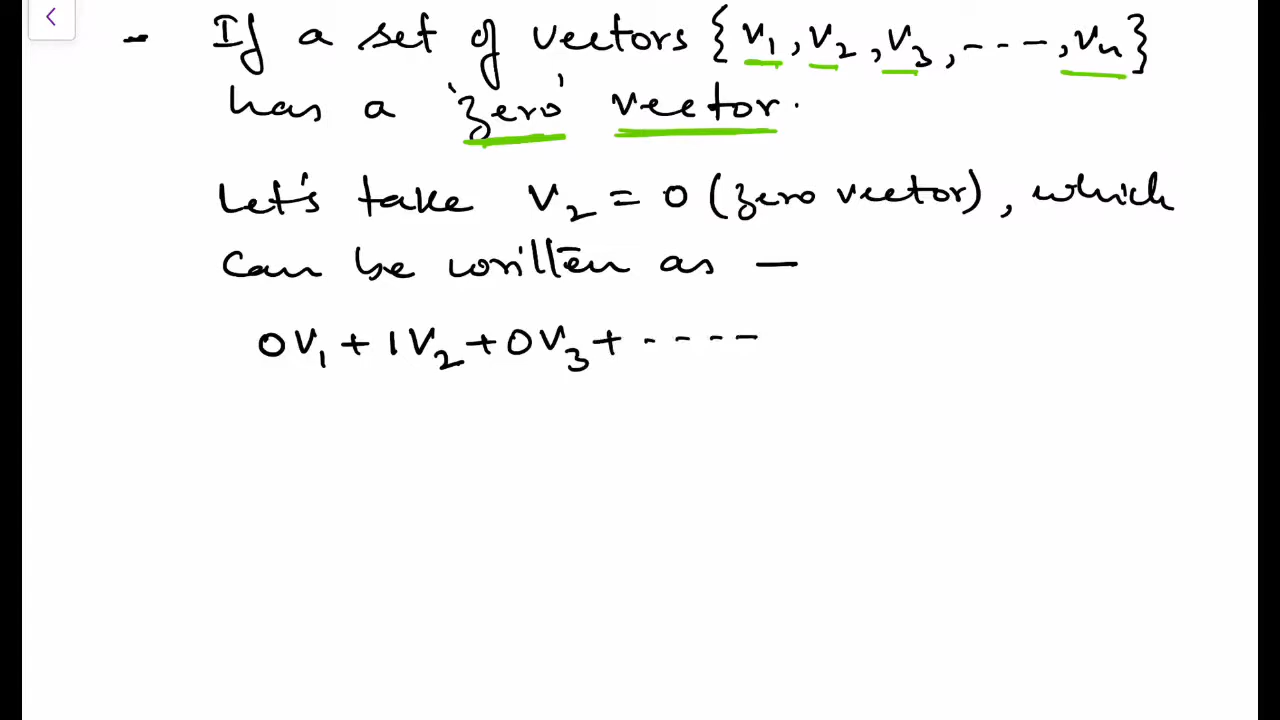 - If a set of vectors {v1, v2, v3, ----, vn}
has a 'zero' vector.
Let's take v2 = 0 (zero vector), which
can be written as —
0v1 + 1v2 + 0v3 + ----